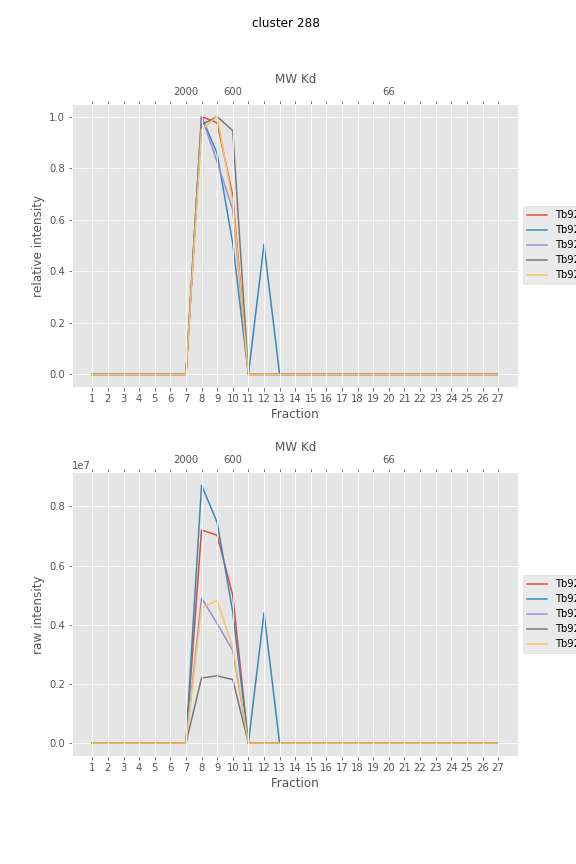 cluster 288
MW Kd
2000 600 66
1.0
0.8
0.6
0.4
0.2
0.0
relative intensity
1 2 3 4 5 6 7 8 9 10 11 12 13 14 15 16 17 18 19 20 21 22 23 24 25 26 27
Fraction
Tb92
Tb92
Tb92
Tb92
Tb92
MW Kd
2000 600 66
1e7
0.8
0.6
0.4
0.2
0.0
raw intensity
1 2 3 4 5 6 7 8 9 10 11 12 13 14 15 16 17 18 19 20 21 22 23 24 25 26 27
Fraction
Tb92
Tb92
Tb92
Tb92
Tb92